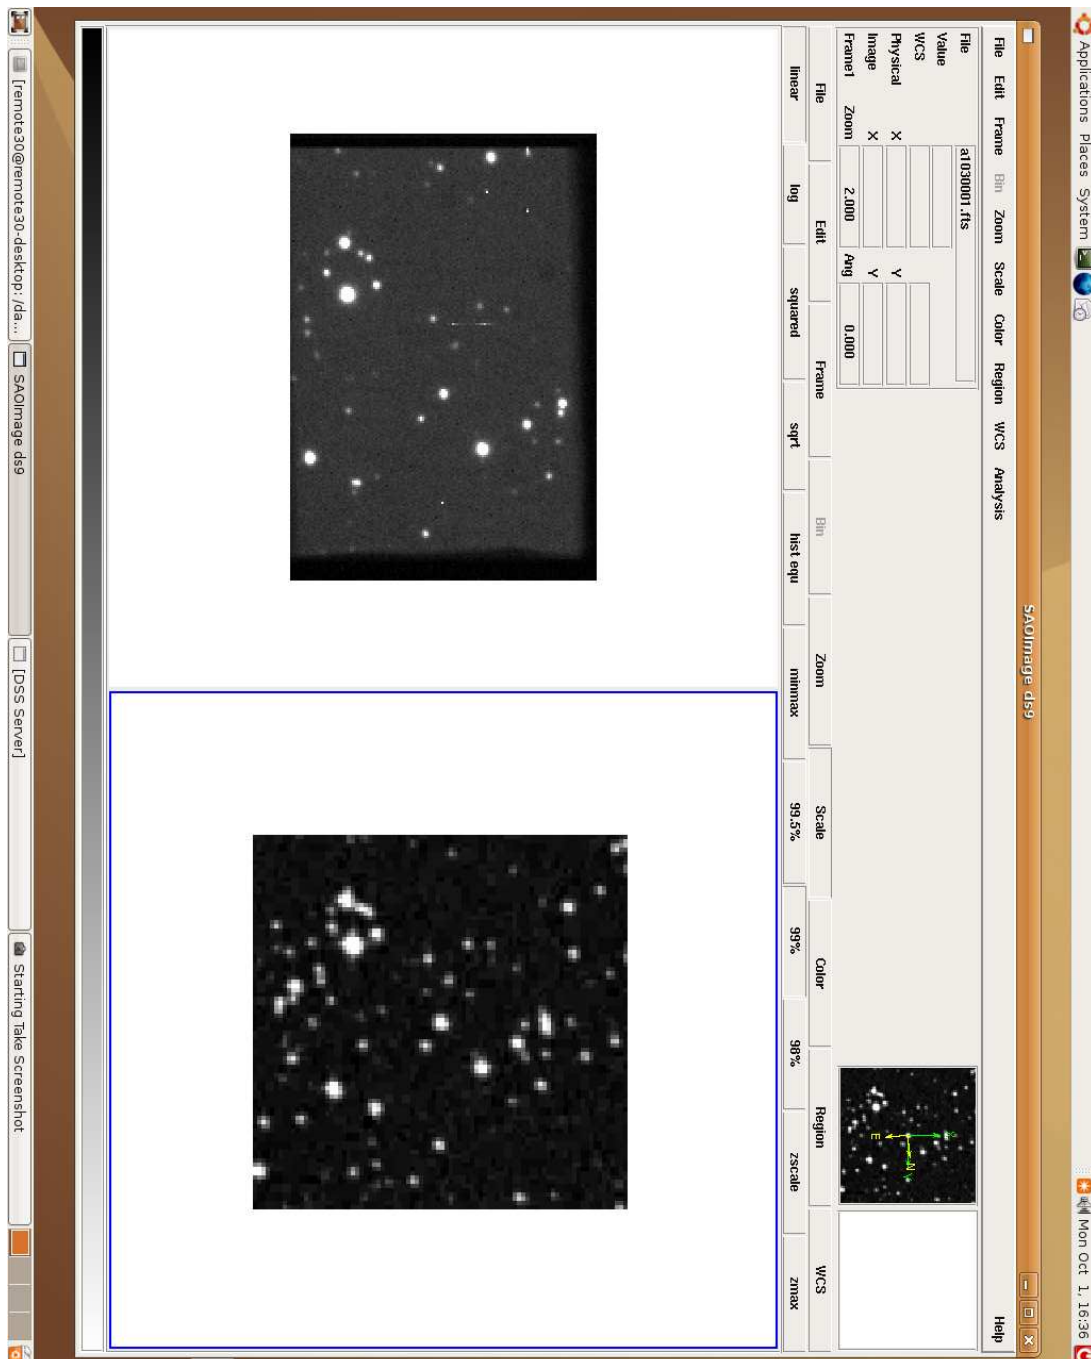 Applications Places System
Mon Oct 1, 16:36
SAOImage ds9
File Edit Frame Bin Zoom Scale Color Region WCS Analysis Help
File a1030001.fts
Value
WCS
Physical X Y
Image X Y
Frame1 Zoom 2.000 Ang 0.000
E N
File Edit Frame Bin Zoom Scale Color Region WCS
linear log squared sqrt hist equ minmax 99.5% 99% 98% zscale zmax
[remote30@remote30-desktop: /da... SAOImage ds9 [DSS Server] Starting Take Screenshot